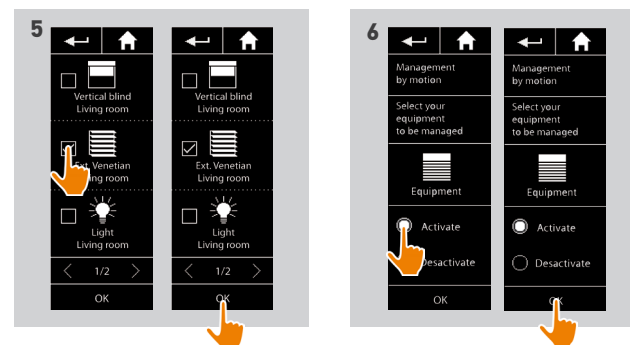 5
Vertical blind
Living room
Ext. Venetian
Living room
Light
Living room
1/2
OK
Vertical blind
Living room
Ext. Venetian
Living room
Light
Living room
1/2
OK
6
Management
by motion
Select your
equipment
to be managed
Equipment
Activate
Desactivate
OK
Management
by motion
Select your
equipment
to be managed
Equipment
Activate
Desactivate
OK